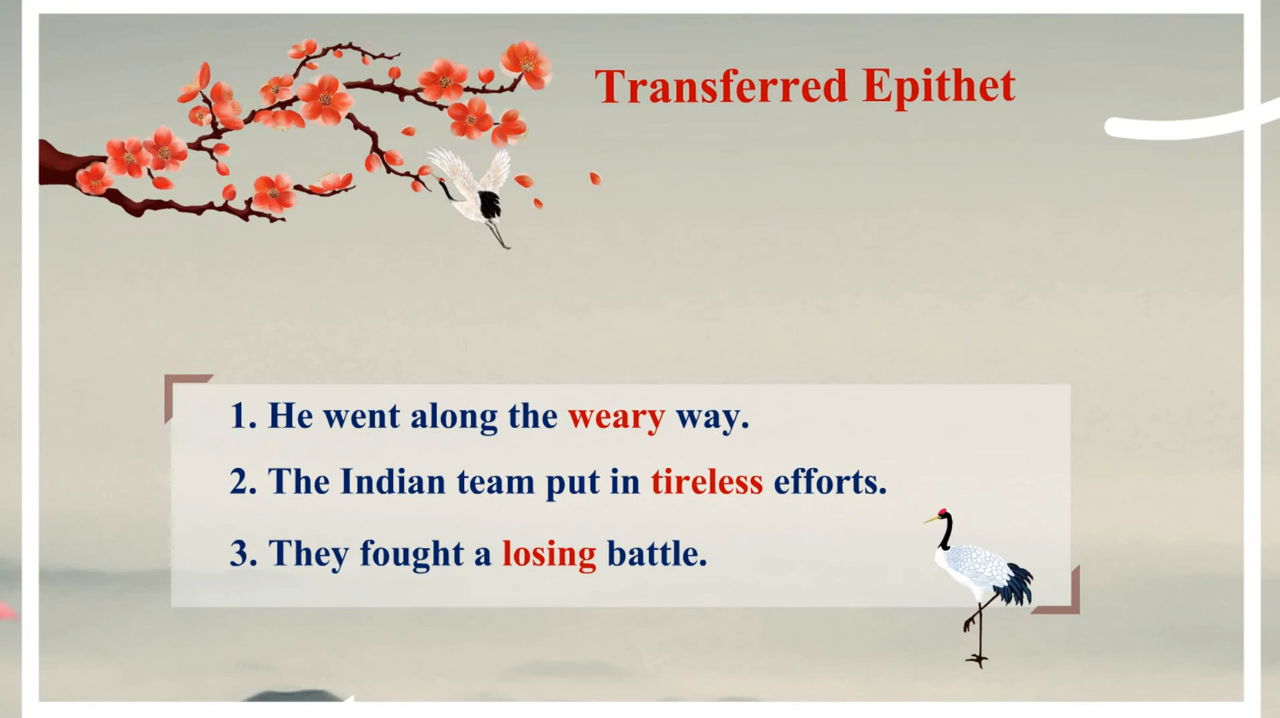 Transferred Epithet
1. He went along the weary way.
2. The Indian team put in tireless efforts.
3. They fought a losing battle.